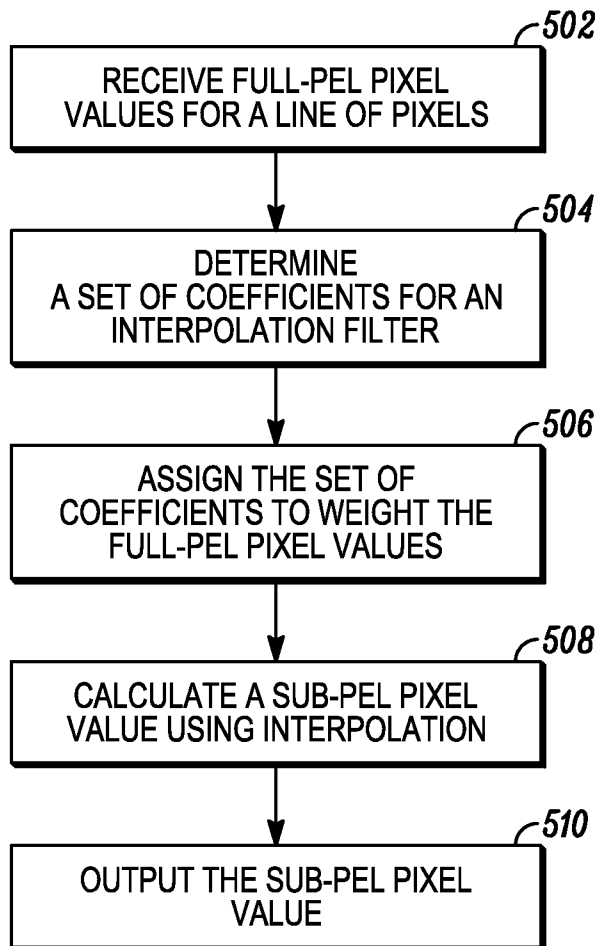 502
RECEIVE FULL-PEL PIXEL
VALUES FOR A LINE OF PIXELS
504
DETERMINE
A SET OF COEFFICIENTS FOR AN
INTERPOLATION FILTER
506
ASSIGN THE SET OF
COEFFICIENTS TO WEIGHT THE
FULL-PEL PIXEL VALUES
508
CALCULATE A SUB-PEL PIXEL
VALUE USING INTERPOLATION
510
OUTPUT THE SUB-PEL PIXEL
VALUE